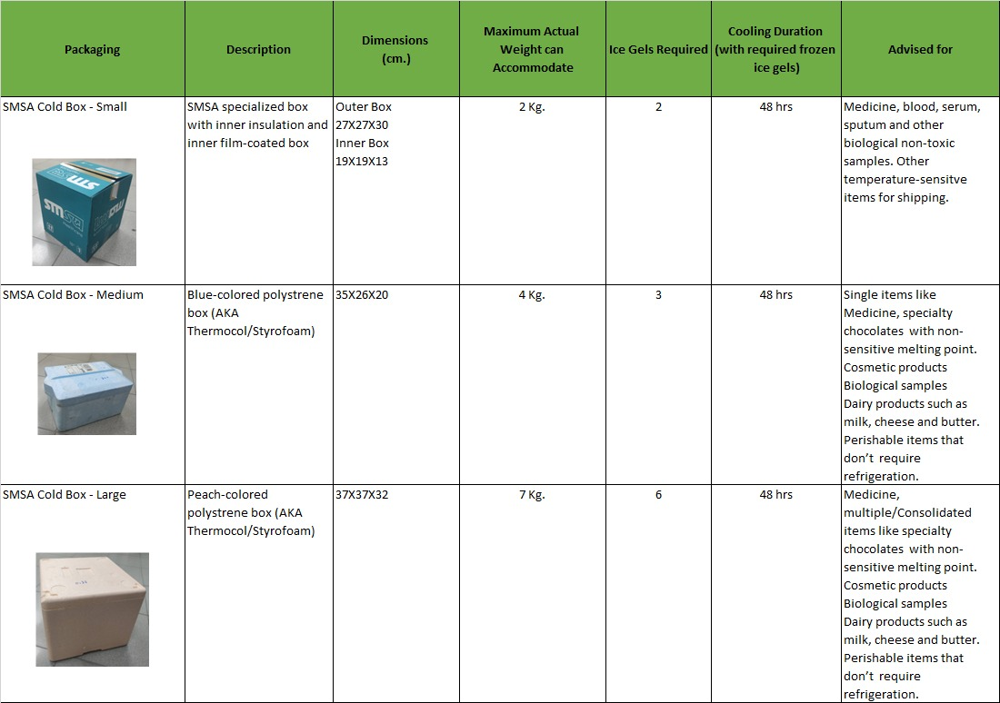 Packaging
Description
Dimensions
(cm.)
Maximum Actual
Weight can
Accommodate
Ice Gels Required
Cooling Duration
(with required frozen
ice gels)
Advised for
SMSA Cold Box - Small
smsa
SMSA specialized box
with inner insulation and
inner film-coated box
Outer Box
27X27X30
Inner Box
19X19X13
2 Kg.
2
48 hrs
Medicine, blood, serum,
sputum and other
biological non-toxic
samples. Other
temperature-sensitve
items for shipping.
SMSA Cold Box - Medium
Blue-colored polystrene
box (AKA
Thermocol/Styrofoam)
35X26X20
4 Kg.
3
48 hrs
Single items like
Medicine, specialty
chocolates  with non-
sensitive melting point.
Cosmetic products
Biological samples
Dairy products such as
milk, cheese and butter.
Perishable items that
don’t  require
refrigeration.
SMSA Cold Box - Large
Peach-colored
polystrene box (AKA
Thermocol/Styrofoam)
37X37X32
7 Kg.
6
48 hrs
Medicine,
multiple/Consolidated
items like specialty
chocolates  with non-
sensitive melting point.
Cosmetic products
Biological samples
Dairy products such as
milk, cheese and butter.
Perishable items that
don’t  require
refrigeration.